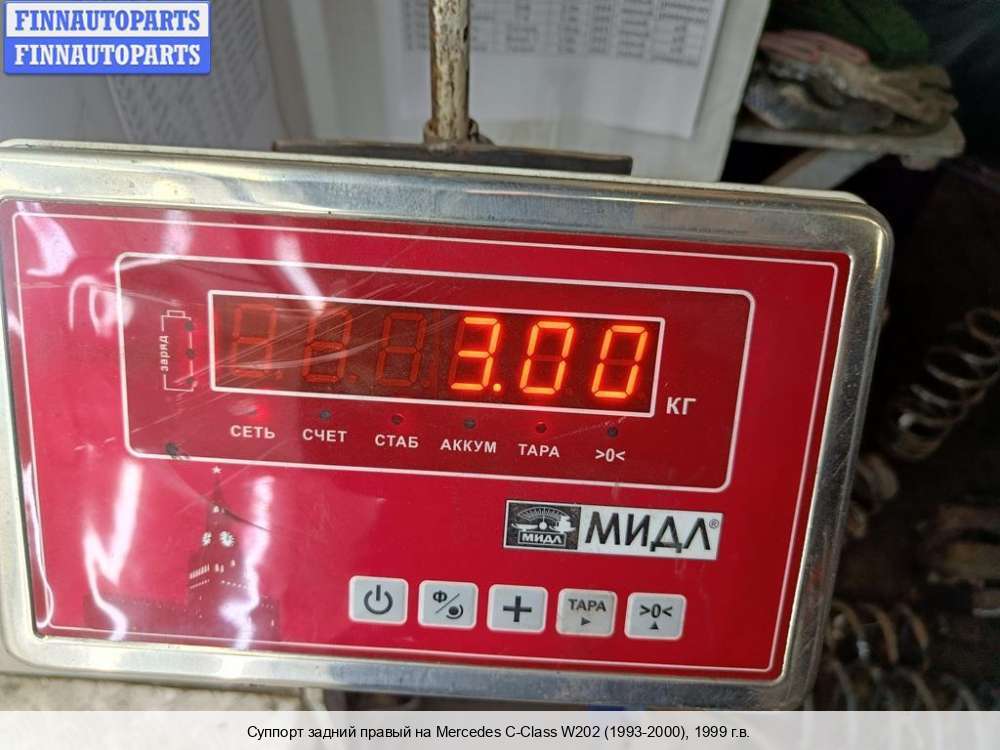 FINNAUTOPARTS
FINNAUTOPARTS
заряд
3.00
КГ
СЕТЬ СЧЕТ СТАБ АККУМ ТАРА >0<
МИДЛ МИДЛ®
Ф ТАРА >0<
Суппорт задний правый на Mercedes C-Class W202 (1993-2000), 1999 г.в.